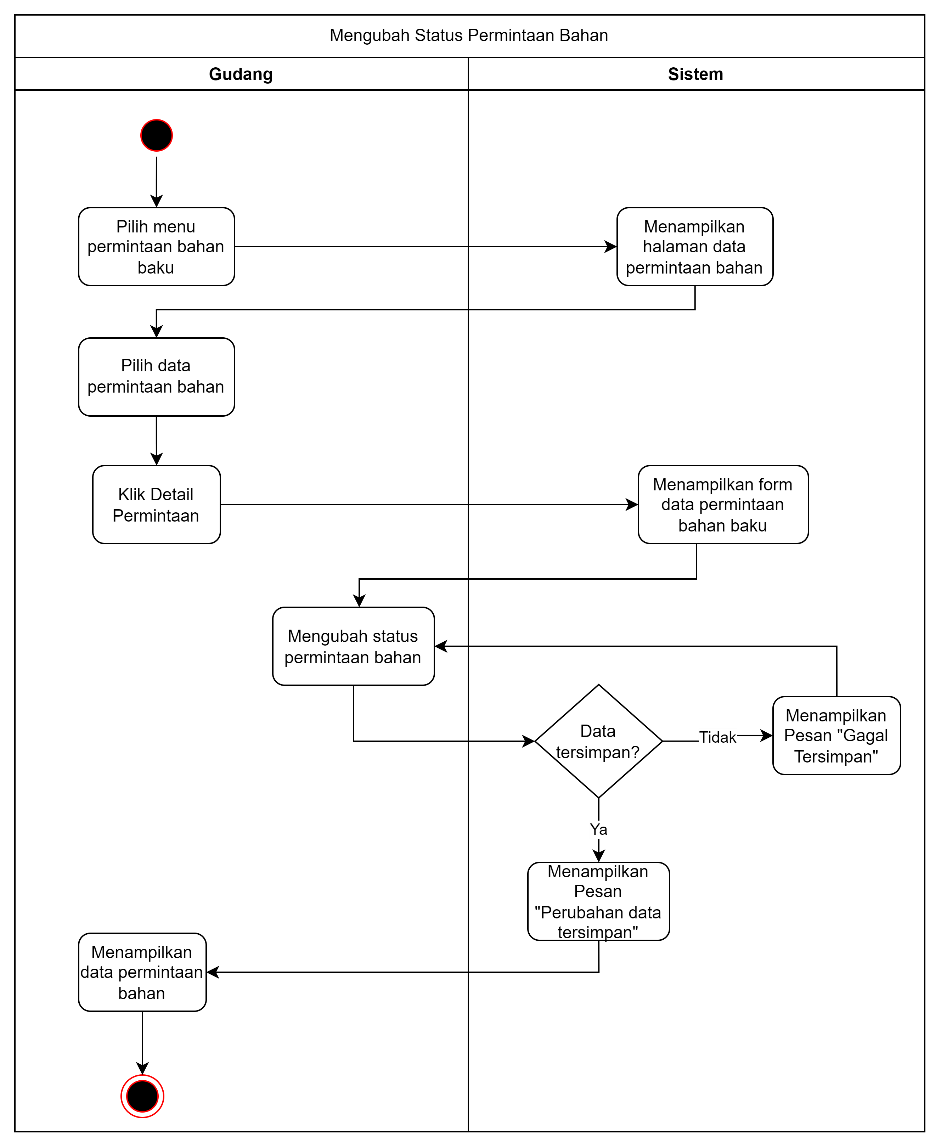 Mengubah Status Permintaan Bahan
Gudang
Sistem
Pilih menu
permintaan bahan
baku
Menampilkan
halaman data
permintaan bahan
Pilih data
permintaan bahan
Klik Detail
Permintaan
Menampilkan form
data permintaan
bahan baku
Mengubah status
permintaan bahan
Data
tersimpan?
Tidak
Menampilkan
Pesan "Gagal
Tersimpan"
Ya
Menampilkan
Pesan
"Perubahan data
tersimpan"
Menampilkan
data permintaan
bahan